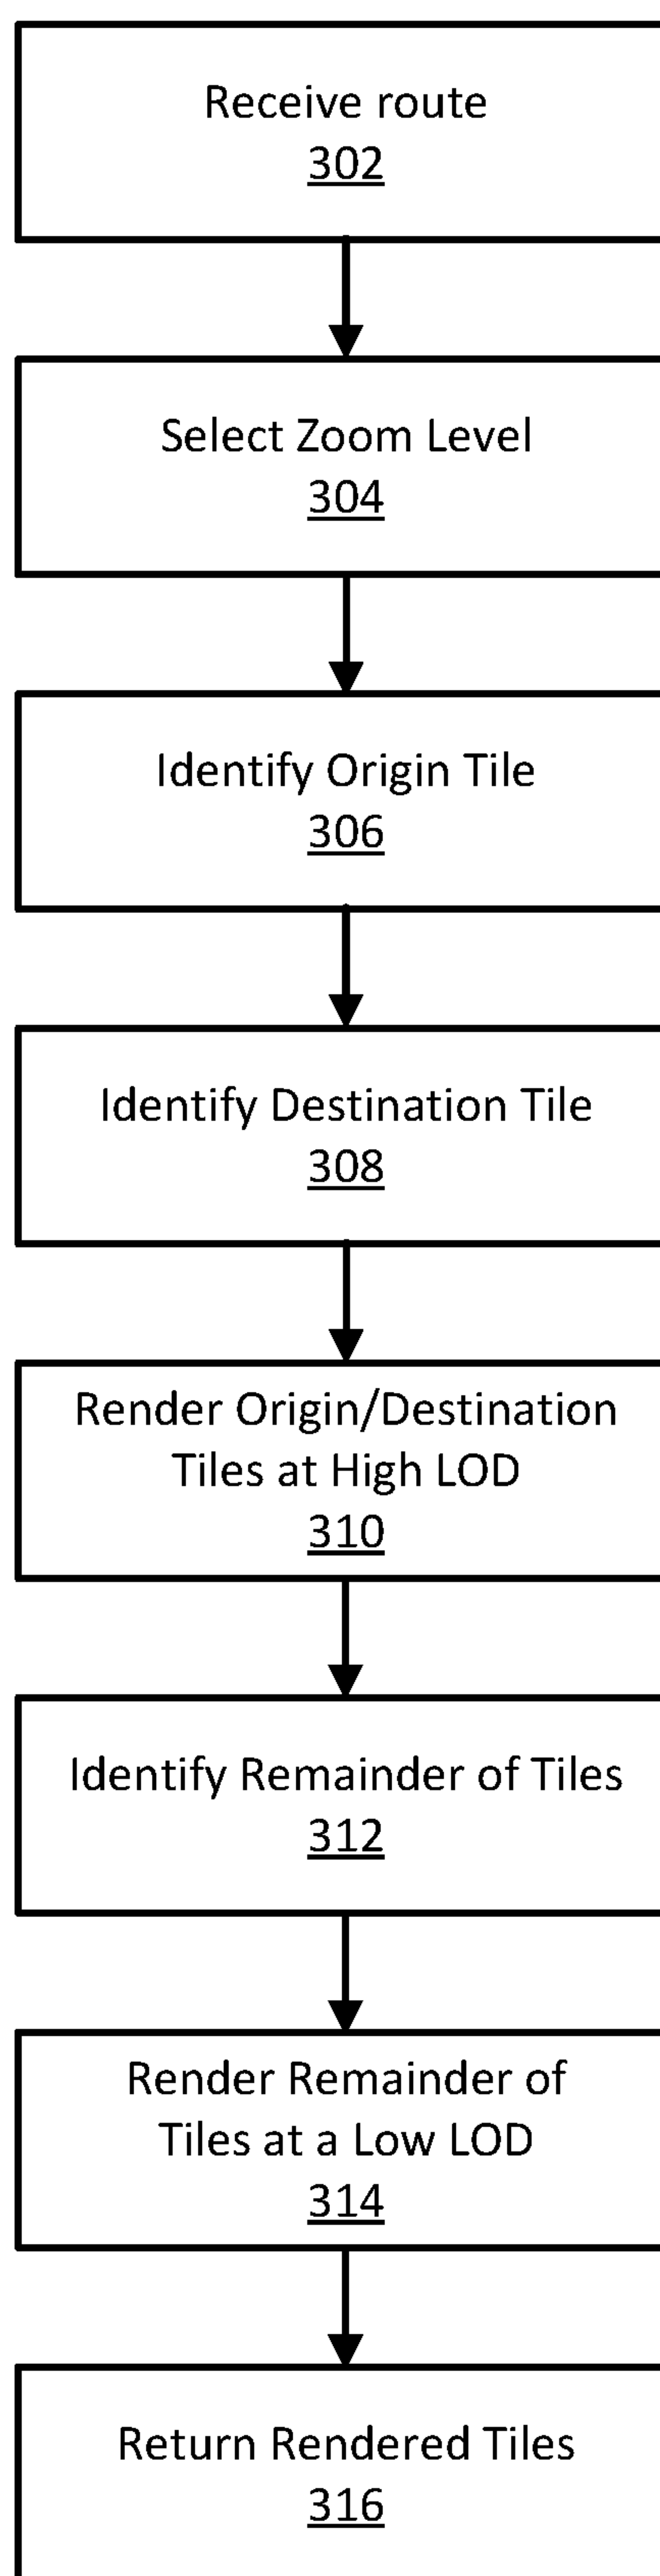 Receive route
302
Select Zoom Level
304
Identify Origin Tile
306
Identify Destination Tile
308
Render Origin/Destination
Tiles at High LOD
310
Identify Remainder of Tiles
312
Render Remainder of
Tiles at a Low LOD
314
Return Rendered Tiles
316